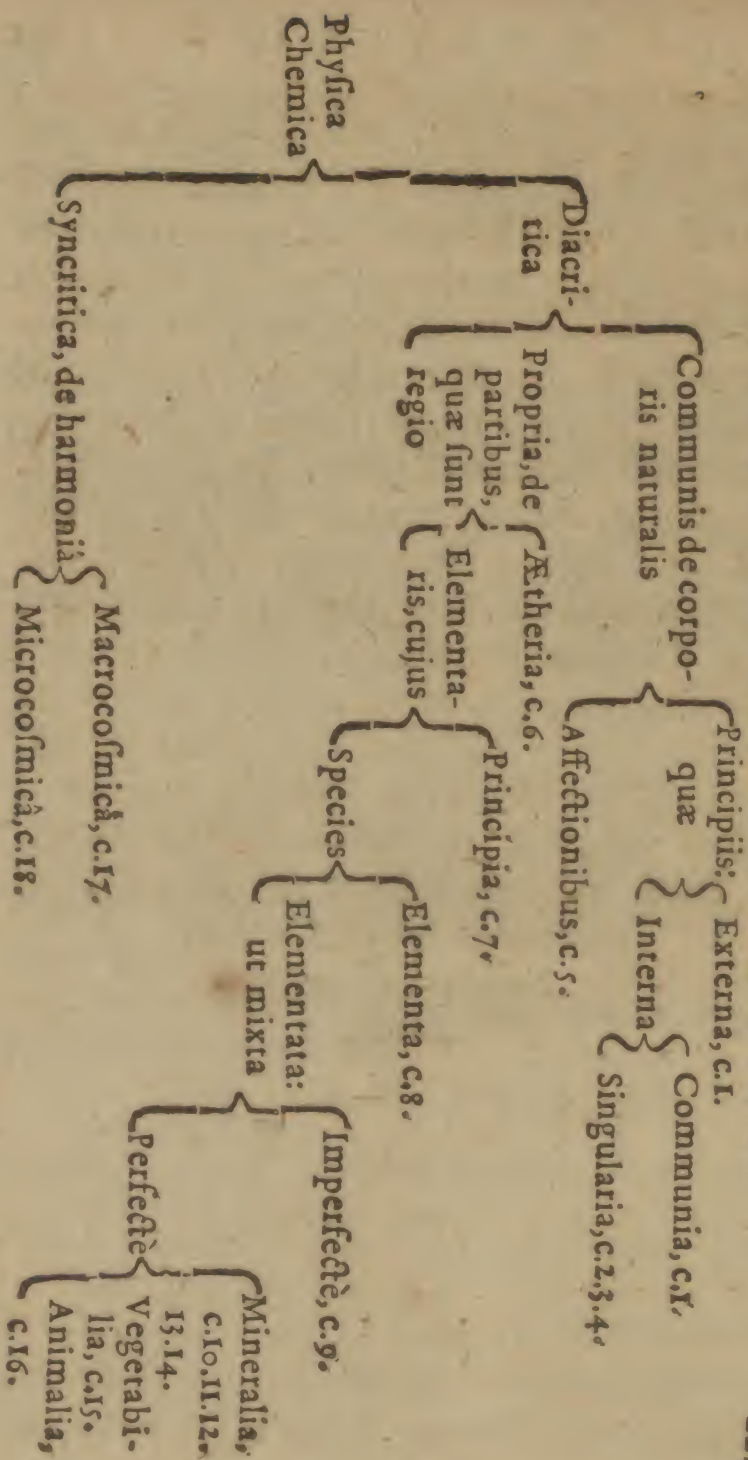 Phyſica
Chemica
Diacri-
tica
Communis de corpo-
ris naturalis
Principiis:
quæ
Externa, c.1.
Interna
Communia, c.1.
Singularia, c.2.3.4.
Affectionibus, c.5.
Propria, de
partibus,
quæ ſunt
regio
Ætheria, c.6.
Elementa-
ris, cujus
Principia, c.7.
Species
Elementa, c.8.
Elementata:
ut mixta
Imperfectè, c.9.
Perfectè
Mineralia,
c.10.11.12.
13.14.
Vegetabi-
lia, c.15.
Animalia,
c.16.
Syncritica, de harmoniâ
Macrocoſmicâ, c.17.
Microcoſmicâ, c.18.